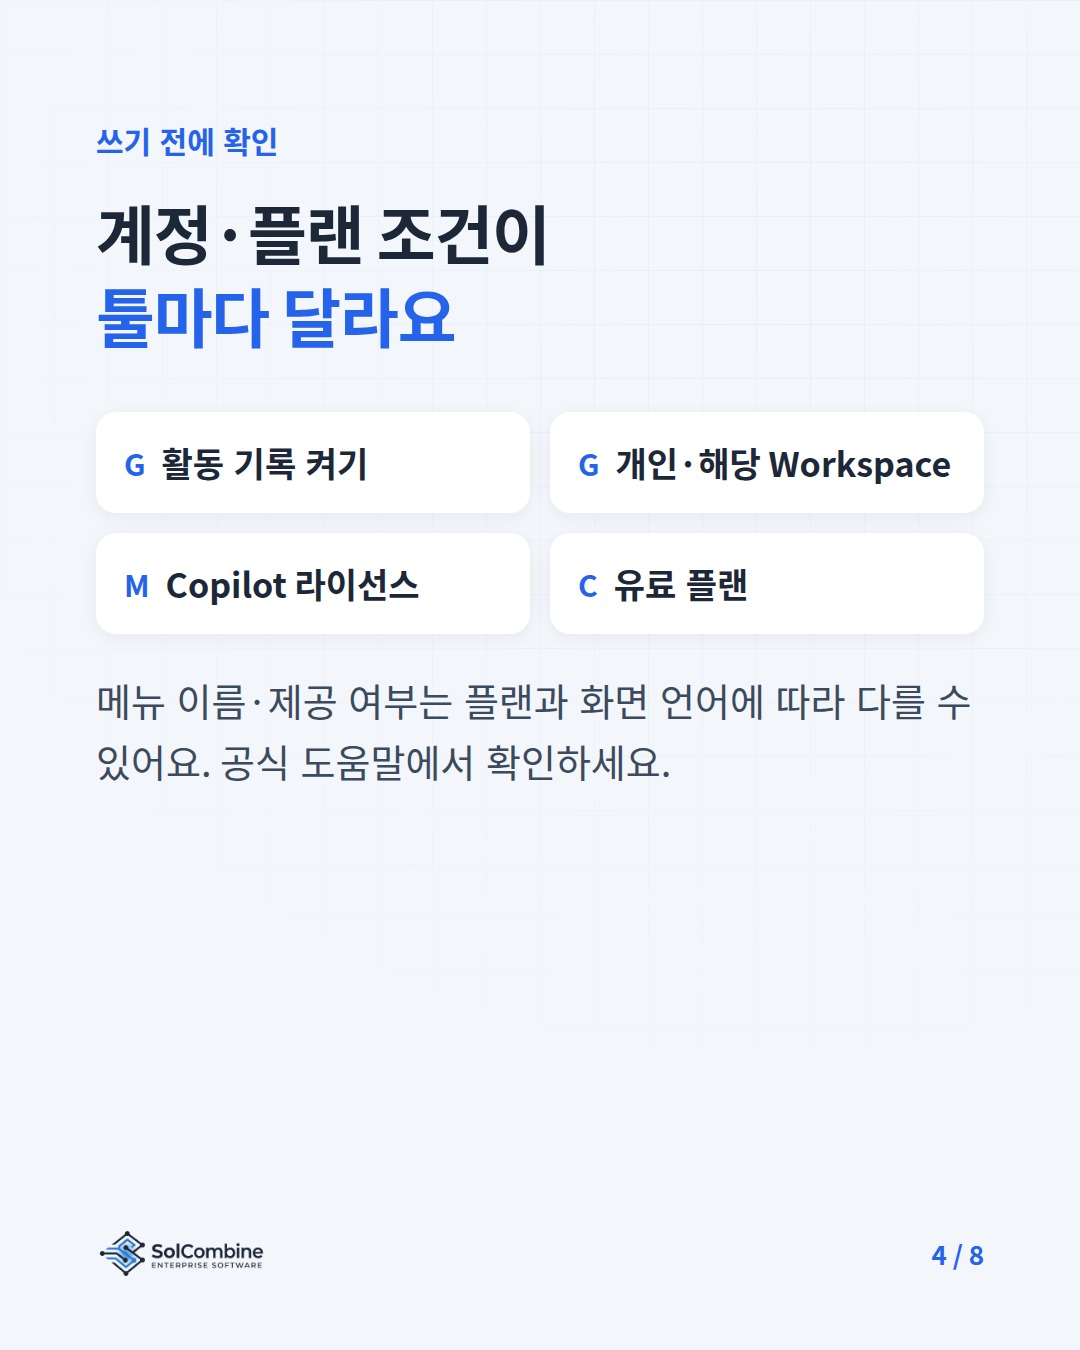 쓰기 전에 확인
계정·플랜 조건이
툴마다 달라요
G 활동 기록 켜기
G 개인·해당 Workspace
M Copilot 라이선스
C 유료 플랜
메뉴 이름·제공 여부는 플랜과 화면 언어에 따라 다를 수
있어요. 공식 도움말에서 확인하세요.
SolCombine
ENTERPRISE SOFTWARE
4 / 8